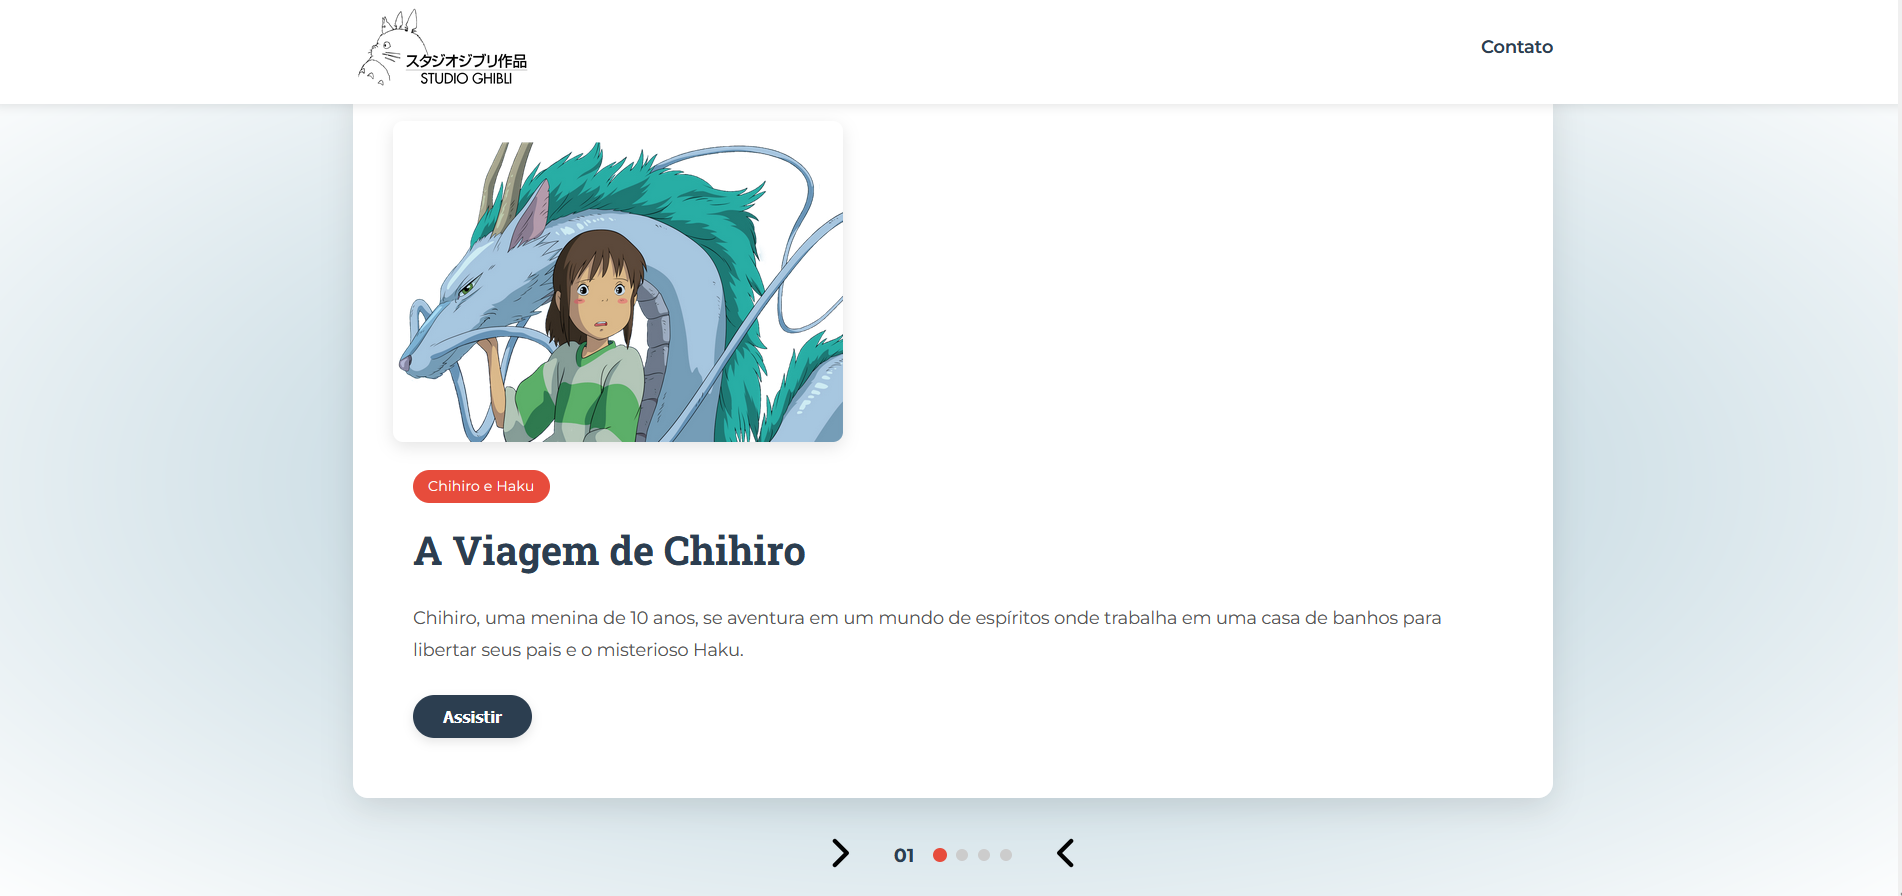 スタジオジブリ作品
STUDIO GHIBLI
Contato
Chihiro e Haku
A Viagem de Chihiro
Chihiro, uma menina de 10 anos, se aventura em um mundo de espíritos onde trabalha em uma casa de banhos para
libertar seus pais e o misterioso Haku.
Assistir
01